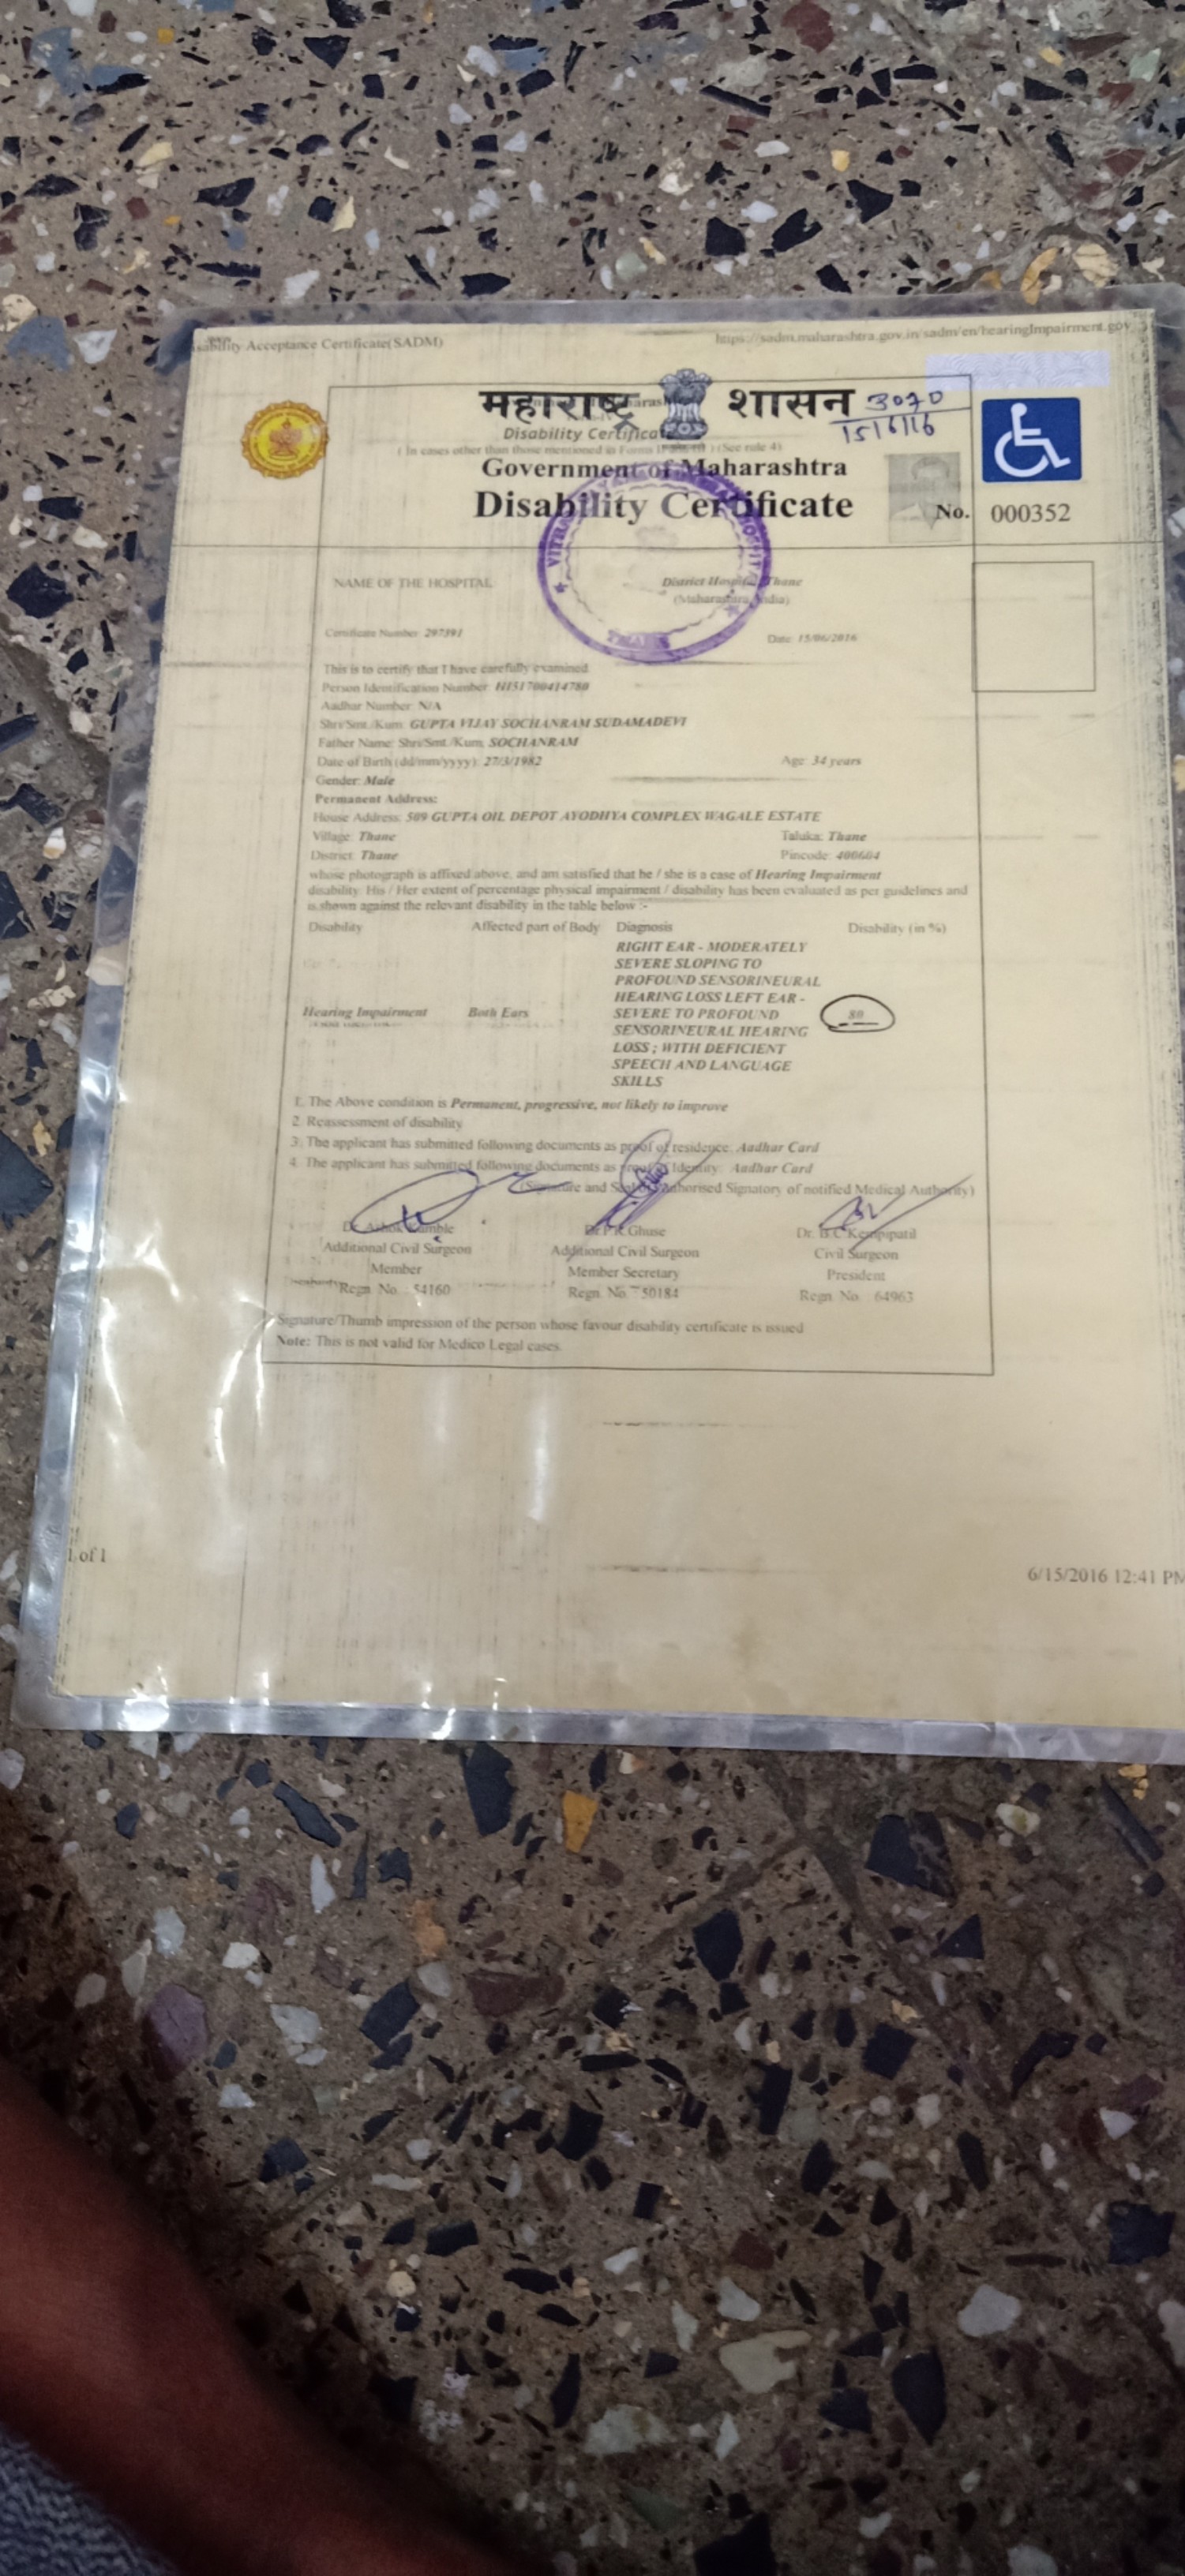 Disability Acceptance Certificate(SADM)
https://sadm.maharashtra.gov.in/sadm/en/hearingImpairment.gov
महाराष्ट्र शासन
3070
15/6/16
Disability Certificate
( In cases other than those mentioned in Forms ) (See rule 4)
Government of Maharashtra
Disability Certificate
No. 000352
NAME OF THE HOSPITAL District Hospital, Thane
(Maharashtra, India)
Certificate Number: 297391 Date: 15/06/2016
This is to certify that I have carefully examined
Person Identification Number: HI51700414780
Aadhar Number: N/A
Shri/Smt./Kum: GUPTA VIJAY SOCHANRAM SUDAMADEVI
Father Name: Shri/Smt./Kum: SOCHANRAM
Date of Birth (dd/mm/yyyy): 27/3/1982 Age: 34 years
Gender: Male
Permanent Address:
House Address: 509 GUPTA OIL DEPOT AYODHYA COMPLEX WAGALE ESTATE
Village: Thane Taluka: Thane
District: Thane Pincode: 400604
whose photograph is affixed above, and am satisfied that he / she is a case of Hearing Impairment
disability. His / Her extent of percentage physical impairment / disability has been evaluated as per guidelines and
is shown against the relevant disability in the table below :-
Disability Affected part of Body Diagnosis Disability (in %)
RIGHT EAR - MODERATELY
SEVERE SLOPING TO
PROFOUND SENSORINEURAL
HEARING LOSS LEFT EAR -
Hearing Impairment Both Ears SEVERE TO PROFOUND 80
SENSORINEURAL HEARING
LOSS ; WITH DEFICIENT
SPEECH AND LANGUAGE
SKILLS
1. The Above condition is Permanent, progressive, not likely to improve
2. Reassessment of disability
3. The applicant has submitted following documents as proof of residence: Aadhar Card
4. The applicant has submitted following documents as proof of Identity: Aadhar Card
(Signature and Seal of Authorised Signatory of notified Medical Authority)
Dr. Ashok Kamble Dr. P.R. Ghuse Dr. B.C Kempipatil
Additional Civil Surgeon Additional Civil Surgeon Civil Surgeon
Member Member Secretary President
Regn. No. 54160 Regn. No. 50184 Regn. No. 64963
Signature/Thumb impression of the person whose favour disability certificate is issued
Note: This is not valid for Medico Legal cases.
1 of 1
6/15/2016 12:41 PM